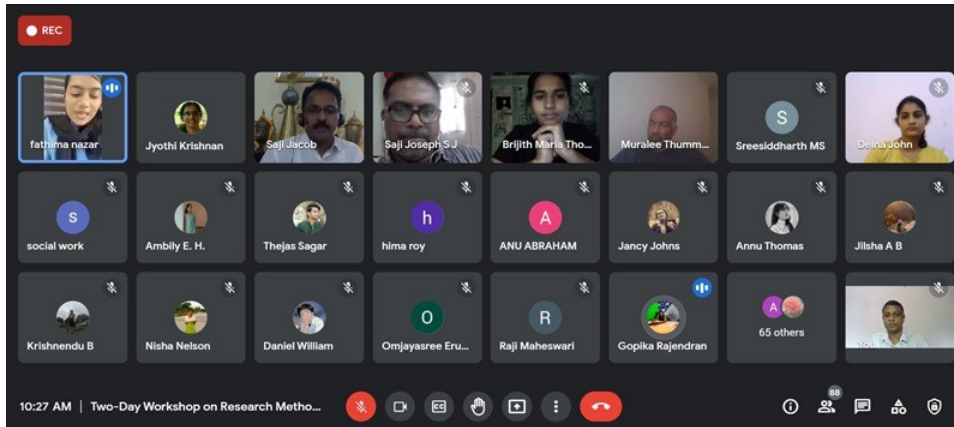 REC
fathima nazar
Jyothi Krishnan
Saji Jacob
Saji Joseph S J
Brijith Maria Tho...
Muralee Thumm...
S
Sreesiddharth MS
Delna John
S
social work
Ambily E. H.
Thejas Sagar
h
hima roy
A
ANU ABRAHAM
Jancy Johns
Annu Thomas
Jilsha A B
Krishnendu B
Nisha Nelson
Daniel William
O
Omjayasree Eru...
R
Raji Maheswari
Gopika Rajendran
A
65 others
You
10:27 AM | Two-Day Workshop on Research Metho...
CC
88